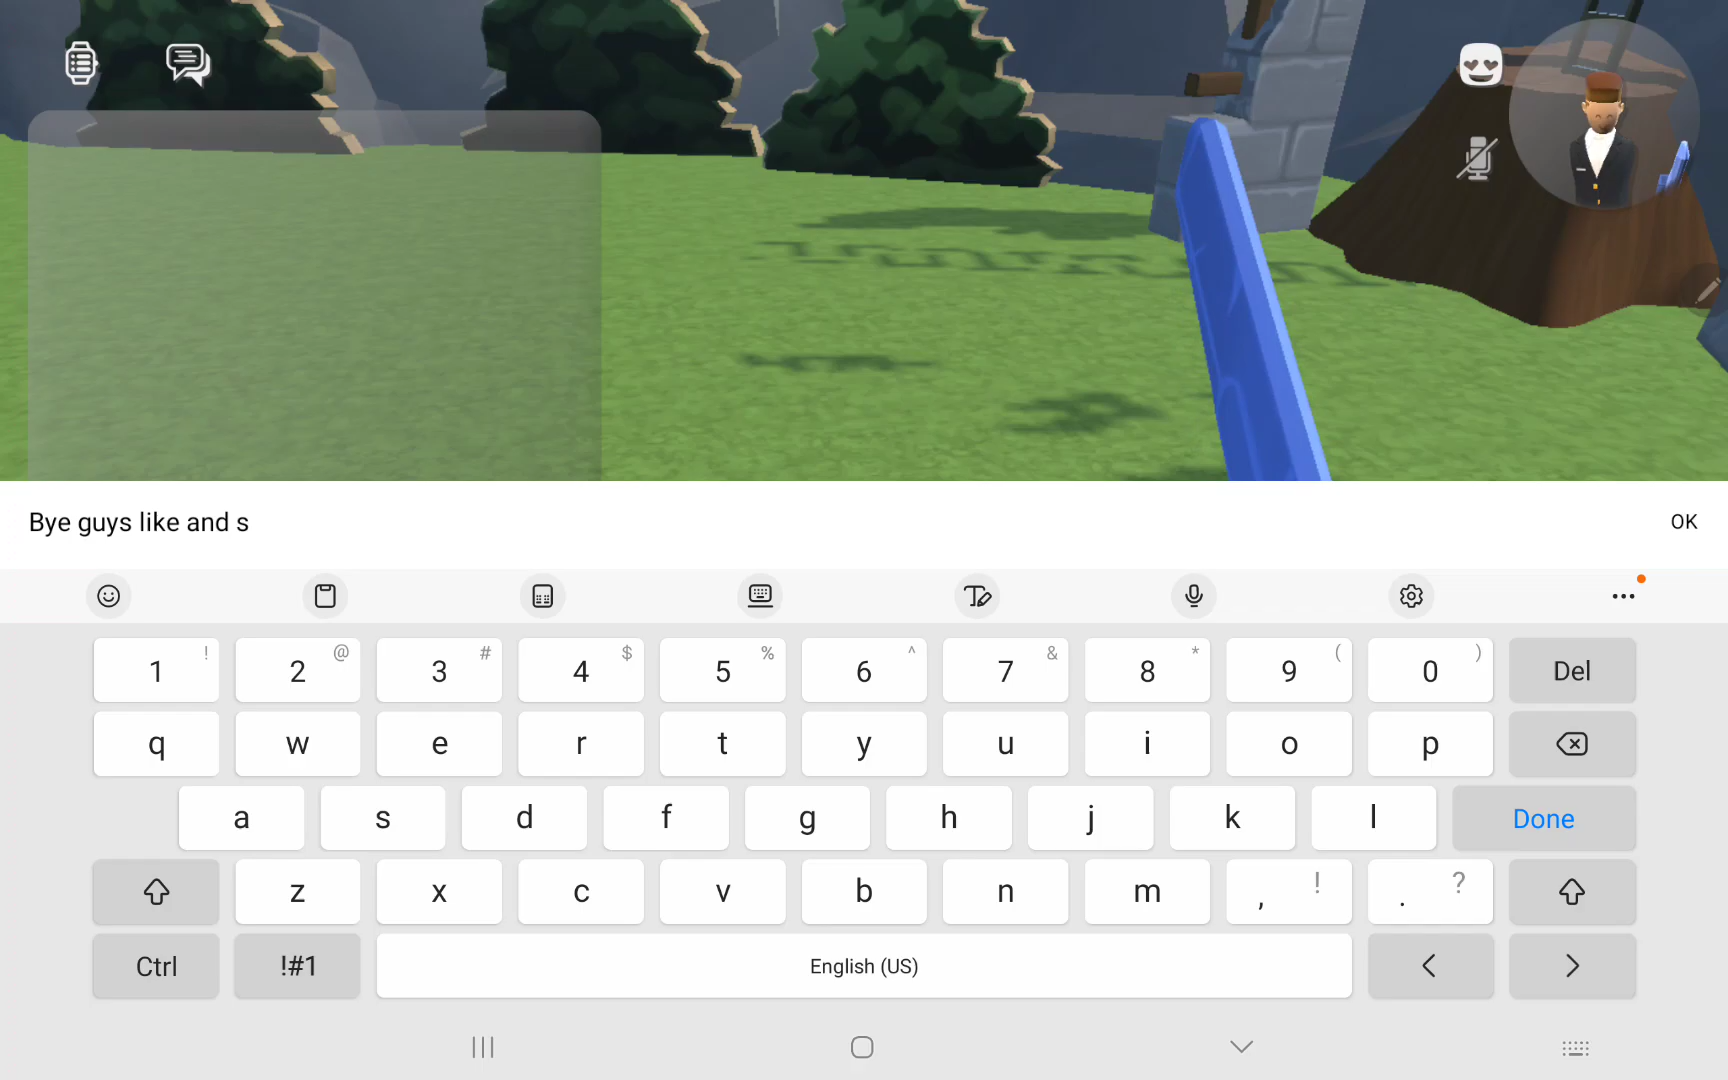 Bye guys like and s
OK
1 ! 2 @ 3 # 4 $ 5 % 6 ^ 7 & 8 * 9 ( 0 ) Del
q w e r t y u i o p
a s d f g h j k l Done
z x c v b n m , ! . ?
Ctrl !#1 English (US) < >